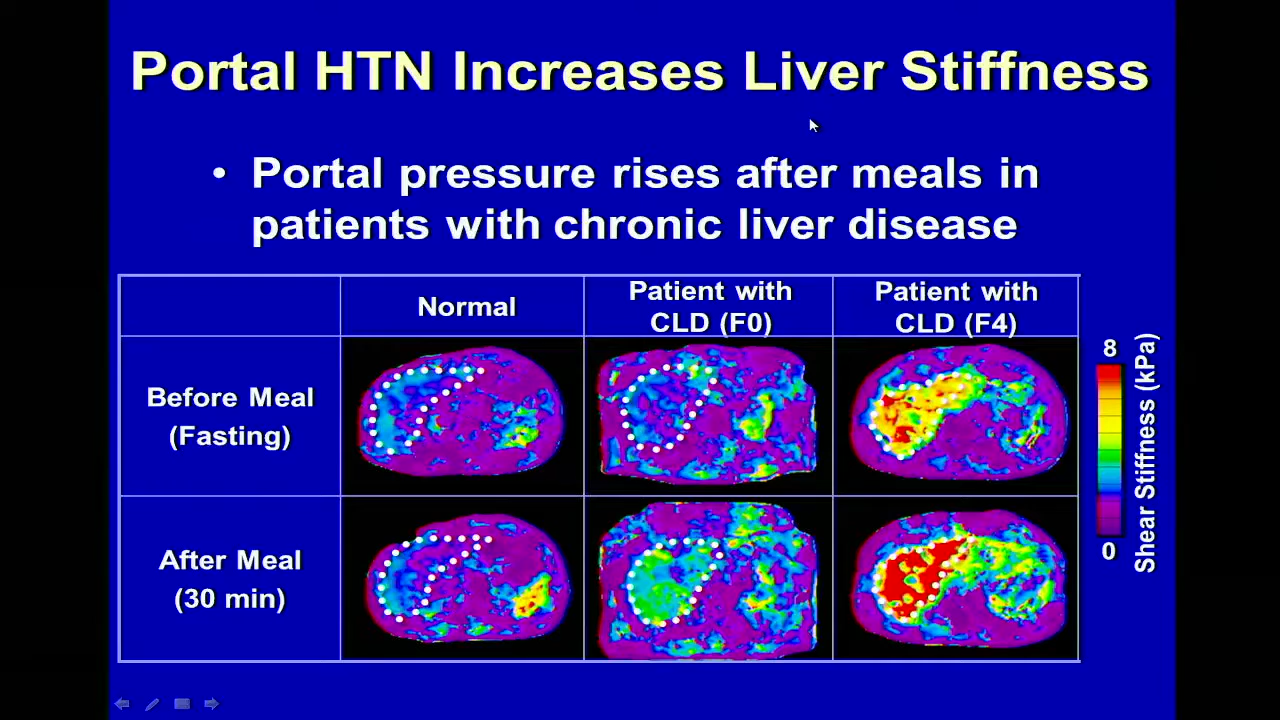 Portal HTN Increases Liver Stiffness
• Portal pressure rises after meals in
patients with chronic liver disease
Normal
Patient with
CLD (F0)
Patient with
CLD (F4)
Before Meal
(Fasting)
After Meal
(30 min)
8
0
Shear Stiffness (kPa)